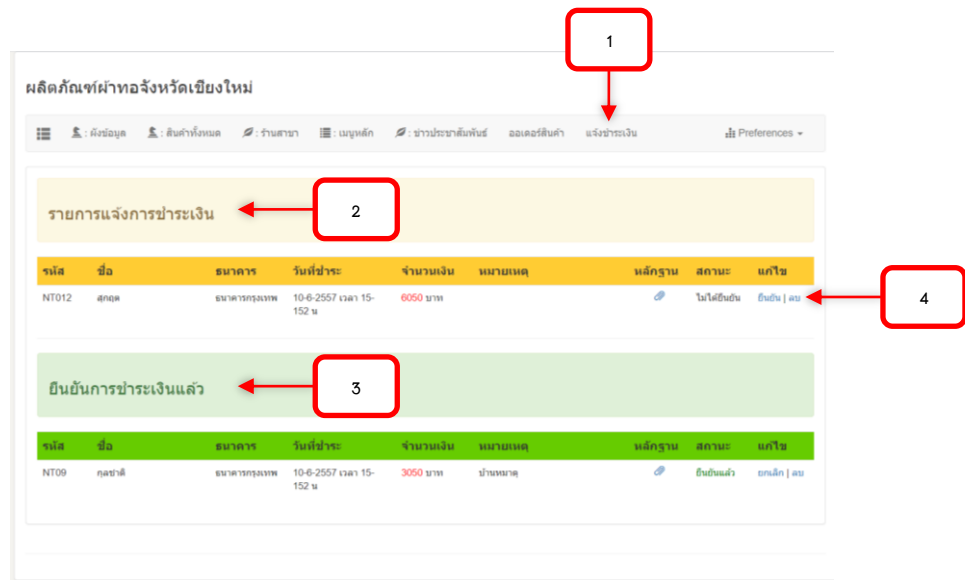 1
ผลิตภัณฑ์ผ้าทอจังหวัดเชียงใหม่
: ผังข้อมูล : สินค้าทั้งหมด : ร้านสาขา : เมนูหลัก : ข่าวประชาสัมพันธ์ ออเดอร์สินค้า แจ้งชำระเงิน Preferences
รายการแจ้งการชำระเงิน 2
รหัส ชื่อ ธนาคาร วันที่ชำระ จำนวนเงิน หมายเหตุ หลักฐาน สถานะ แก้ไข
NT012 ธนาคารกรุงเทพ 10-6-2557 เวลา 15- 6050 บาท ไม่ได้ยืนยัน ยืนยัน | ลบ 4
152 น
ยืนยันการชำระเงินแล้ว 3
รหัส ชื่อ ธนาคาร วันที่ชำระ จำนวนเงิน หมายเหตุ หลักฐาน สถานะ แก้ไข
NT09 กุลชาติ ธนาคารกรุงเทพ 10-6-2557 เวลา 15- 3050 บาท ยืนยันแล้ว ยกเลิก | ลบ
152 น